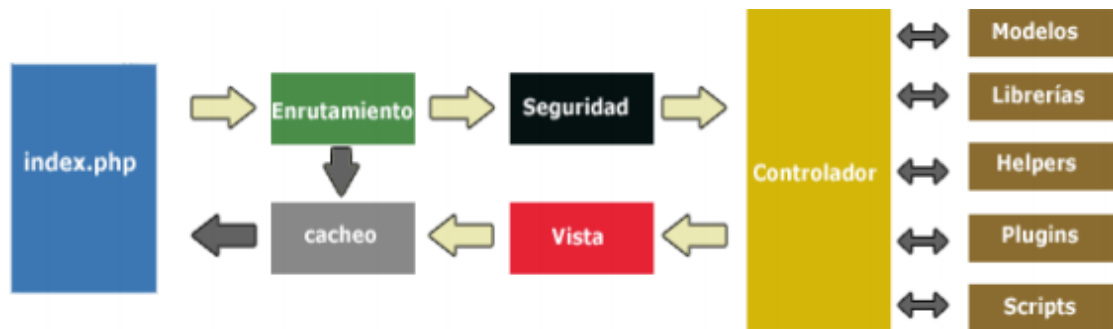 index.php
Enrutamiento
Seguridad
Controlador
cacheo
Vista
Modelos
Librerías
Helpers
Plugins
Scripts